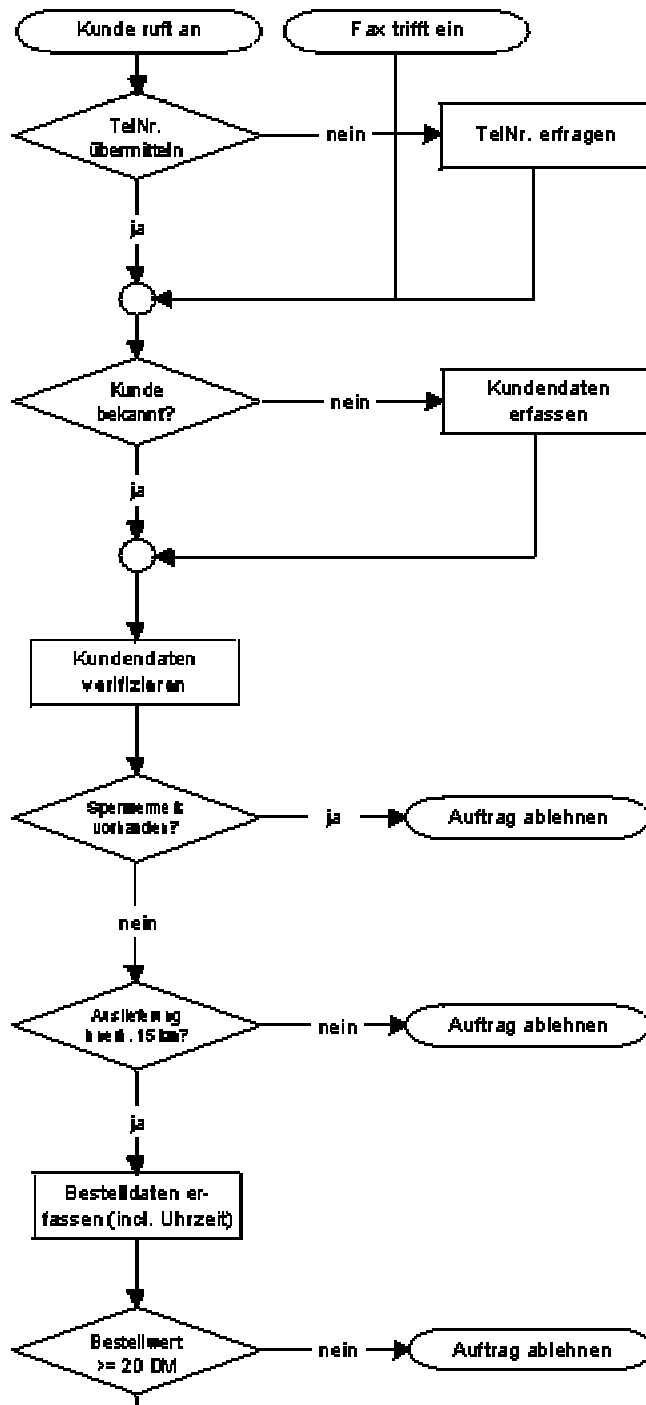 Kunde ruft an
Fax trifft ein
TelNr.
übermitteln
nein
TelNr. erfragen
ja
Kunde
bekannt?
nein
Kundendaten
erfassen
ja
Kundendaten
verifizieren
Sperrvermerk
vorhanden?
ja
Auftrag ablehnen
nein
Auslieferung
innerh. 15 km?
nein
Auftrag ablehnen
ja
Bestelldaten er-
fassen (incl. Uhrzeit)
Bestellwert
>= 20 DM
nein
Auftrag ablehnen